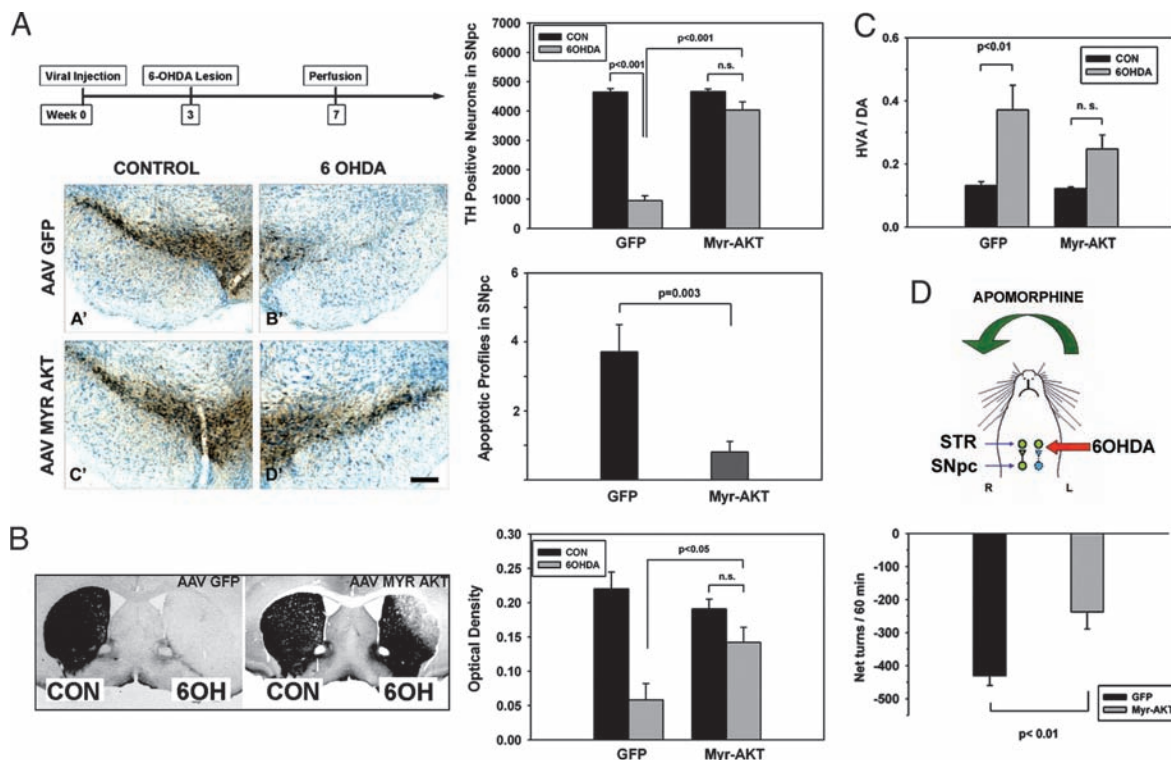 A
Viral Injection
6-OHDA Lesion
Perfusion
Week 0
3
7
CONTROL
6 OHDA
AAV GFP
A'
B'
AAV MYR AKT
C'
D'
TH Positive Neurons in SNpc
7000
6000
5000
4000
3000
2000
1000
0
CON
6OHDA
p<0.001
p<0.001
n.s.
GFP
Myr-AKT
Apoptotic Profiles in SNpc
6
4
2
0
p=0.003
GFP
Myr-AKT
B
AAV GFP
AAV MYR AKT
CON
6OH
CON
6OH
Optical Density
0.30
0.25
0.20
0.15
0.10
0.05
0.00
CON
6OHDA
p<0.05
n.s.
GFP
Myr-AKT
C
HVA / DA
0.6
0.4
0.2
0.0
CON
6OHDA
p<0.01
n. s.
GFP
Myr-AKT
D
APOMORPHINE
STR
6OHDA
SNpc
R
L
Net turns / 60 min
0
-100
-200
-300
-400
-500
GFP
Myr-AKT
p< 0.01